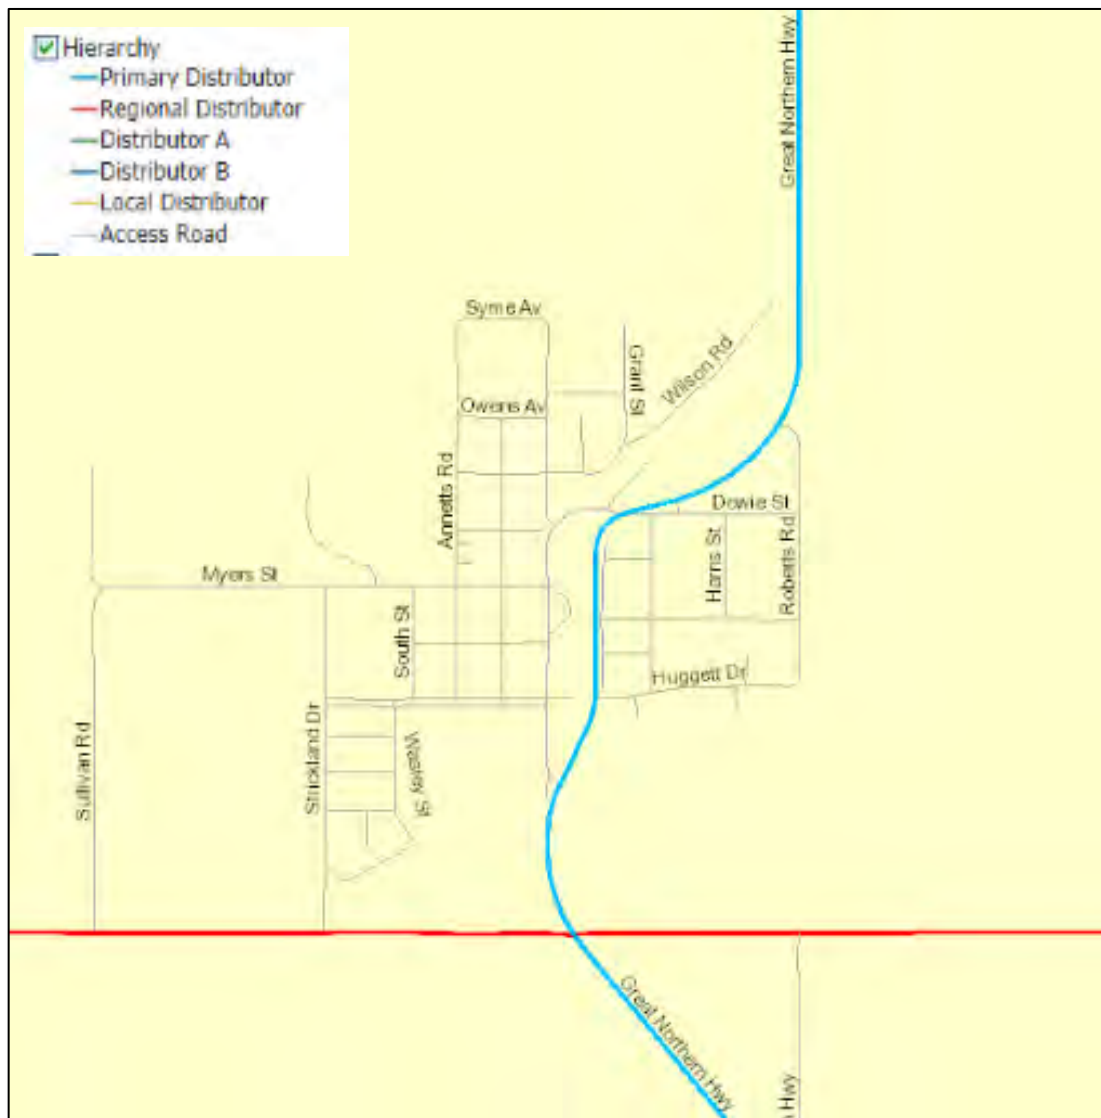 Hierarchy
Primary Distributor
Regional Distributor
Distributor A
Distributor B
Local Distributor
Access Road
Great Northern Hwy
Syme Av
Grant St
Wilson Rd
Owens Av
Annetts Rd
Dowie St
Harris St
Roberts Rd
Myers St
South St
Huggett Dr
Sullivan Rd
Strickland Dr
Great Northern Hwy
Hwy